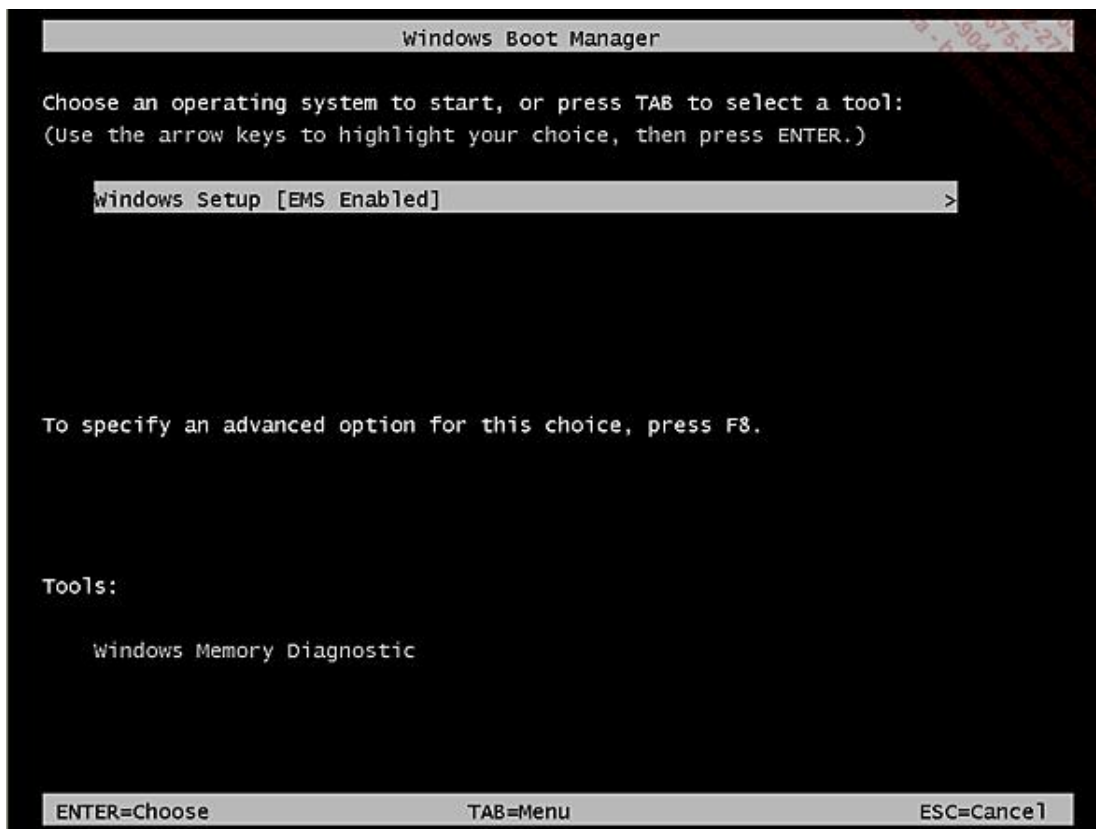 Windows Boot Manager
Choose an operating system to start, or press TAB to select a tool:
(Use the arrow keys to highlight your choice, then press ENTER.)
Windows Setup [EMS Enabled] >
To specify an advanced option for this choice, press F8.
Tools:
Windows Memory Diagnostic
ENTER=Choose TAB=Menu ESC=Cancel